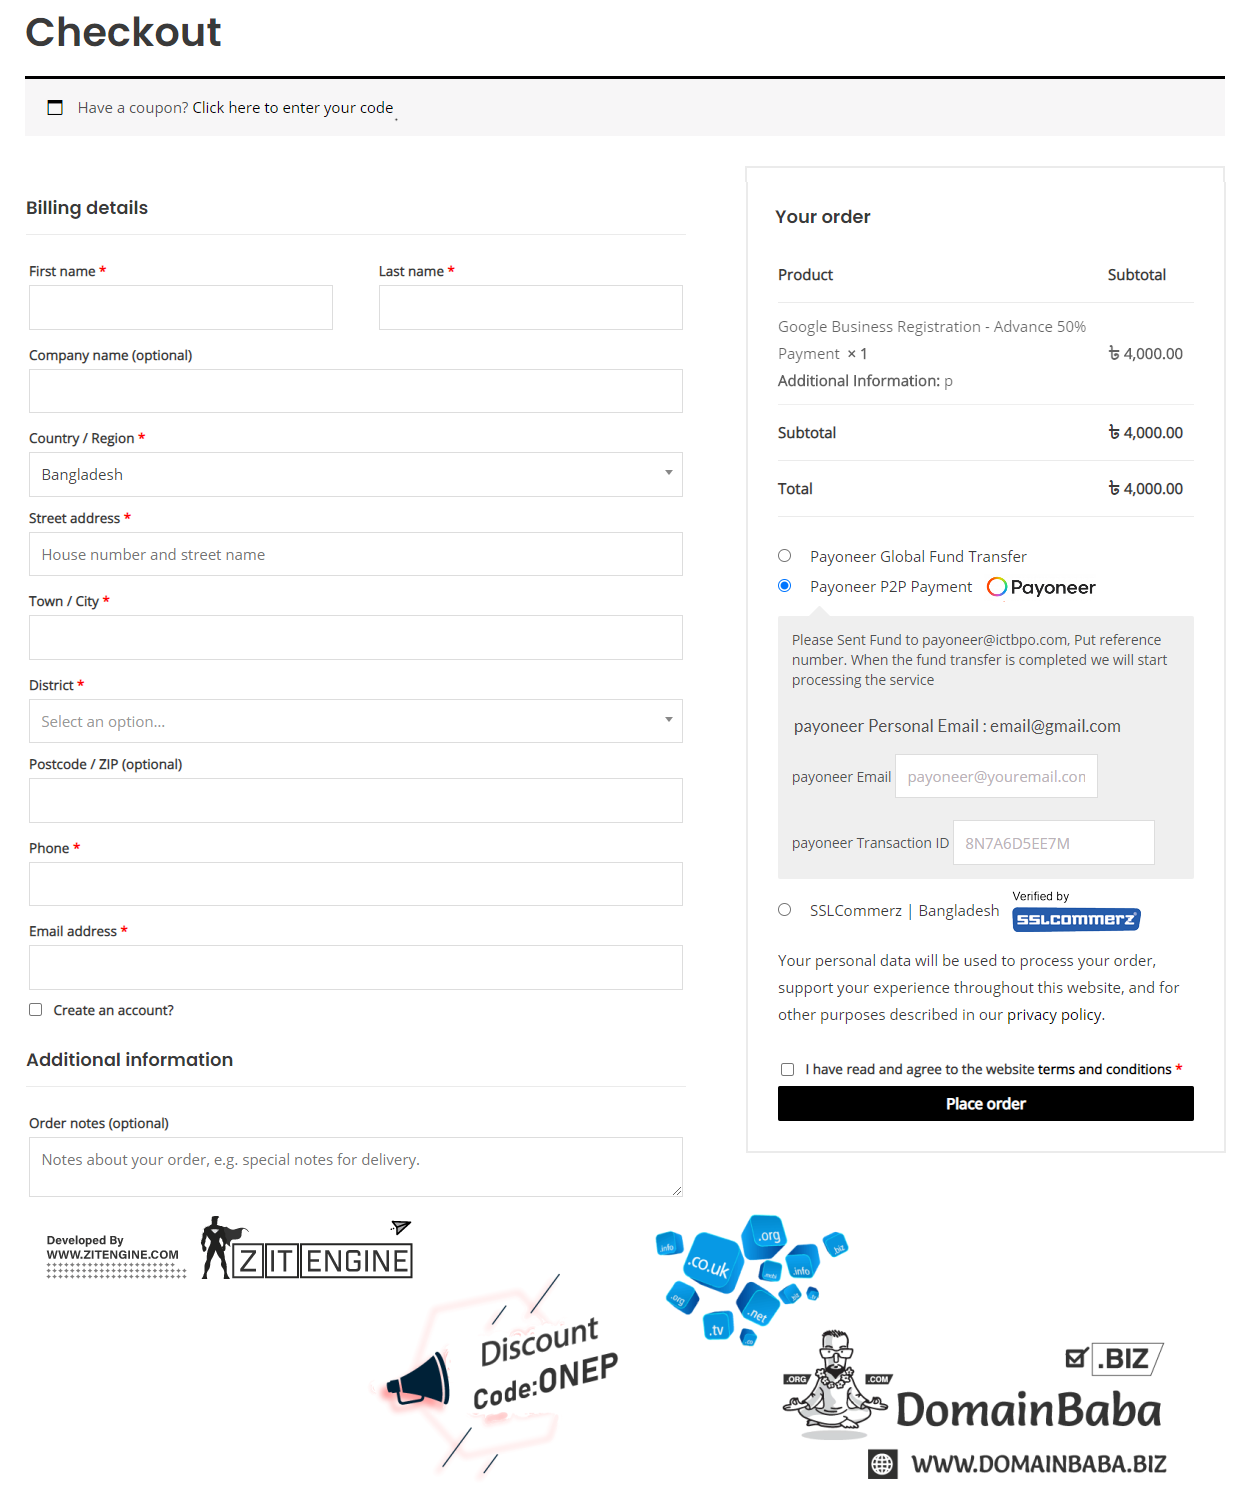 Checkout
Have a coupon? Click here to enter your code
Billing details
First name *
Last name *
Company name (optional)
Country / Region *
Bangladesh
Street address *
House number and street name
Town / City *
District *
Select an option...
Postcode / ZIP (optional)
Phone *
Email address *
Create an account?
Additional information
Order notes (optional)
Notes about your order, e.g. special notes for delivery.
Your order
Product Subtotal
Google Business Registration - Advance 50%
Payment × 1 ৳ 4,000.00
Additional Information: p
Subtotal ৳ 4,000.00
Total ৳ 4,000.00
Payoneer Global Fund Transfer
Payoneer P2P Payment Payoneer
Please Sent Fund to payoneer@ictbpo.com, Put reference
number. When the fund transfer is completed we will start
processing the service
payoneer Personal Email : email@gmail.com
payoneer Email payoneer@youremail.con
payoneer Transaction ID 8N7A6D5EE7M
Verified by
SSLCommerz | Bangladesh SSLCOMMERZ
Your personal data will be used to process your order,
support your experience throughout this website, and for
other purposes described in our privacy policy.
I have read and agree to the website terms and conditions *
Place order
Developed By
WWW.ZITENGINE.COM
ZIT ENGINE
.info
.co.uk
.org
.biz
.info
.org
.net
.tv
Discount
Code:ONEP
.ORG
.COM
.BIZ
DomainBaba
WWW.DOMAINBABA.BIZ